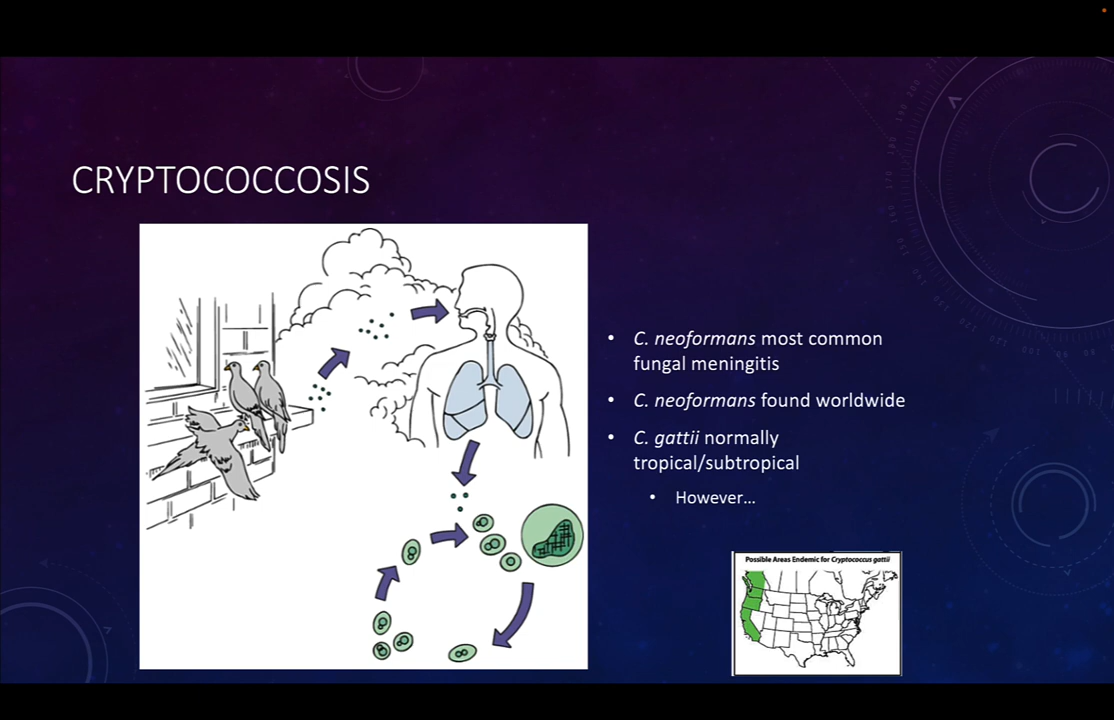 CRYPTOCOCCOSIS
• C. neoformans most common
fungal meningitis
• C. neoformans found worldwide
• C. gattii normally
tropical/subtropical
• However…
Possible Areas Endemic for Cryptococcus gattii